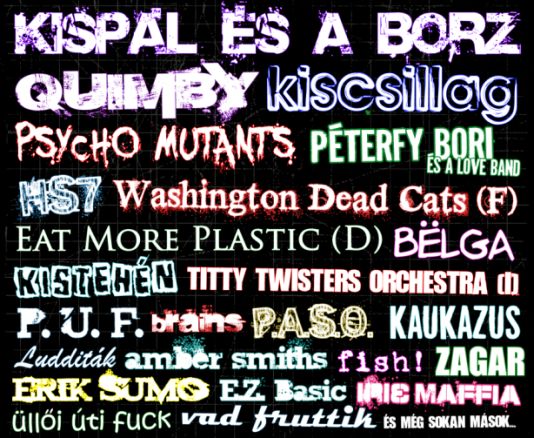 KISPÁL ÉS A BORZ
QUIMBY kiscsillag
PSYCHO MUTANTS PÉTERFY BORI
ÉS A LOVE BAND
HS7 Washington Dead Cats (F)
EAT MORE PLASTIC (D) BËLGA
KISTEHÉN TITTY TWISTERS ORCHESTRA (I)
P. U. F. brains P.A.S.O. KAUKAZUS
Ludditák amber smiths fish! ZAGAR
ERIK SUMO E.Z. Basic IRIE MAFFIA
üllői úti fuck vad fruttik ÉS MÉG SOKAN MÁSOK...